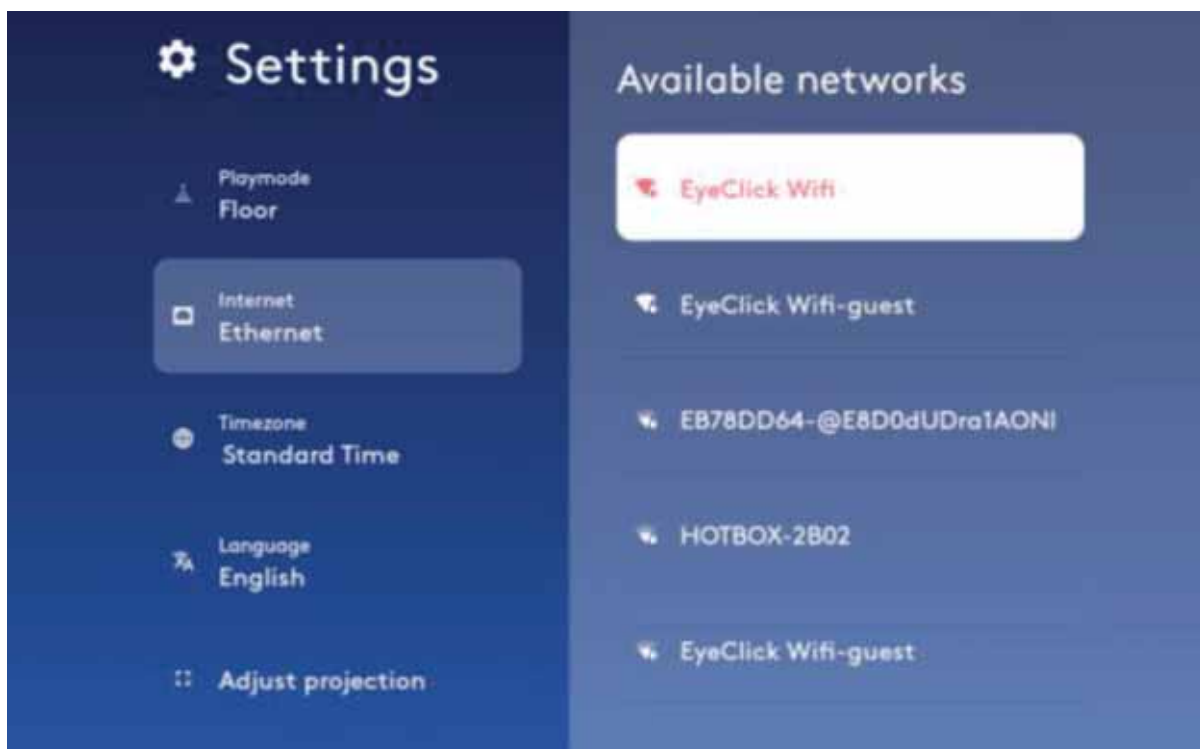 Settings
Playmode
Floor
Internet
Ethernet
Timezone
Standard Time
Language
English
Adjust projection
Available networks
EyeClick Wifi
EyeClick Wifi-guest
EB78DD64-@E8D0dUDra1AONI
HOTBOX-2B02
EyeClick Wifi-guest